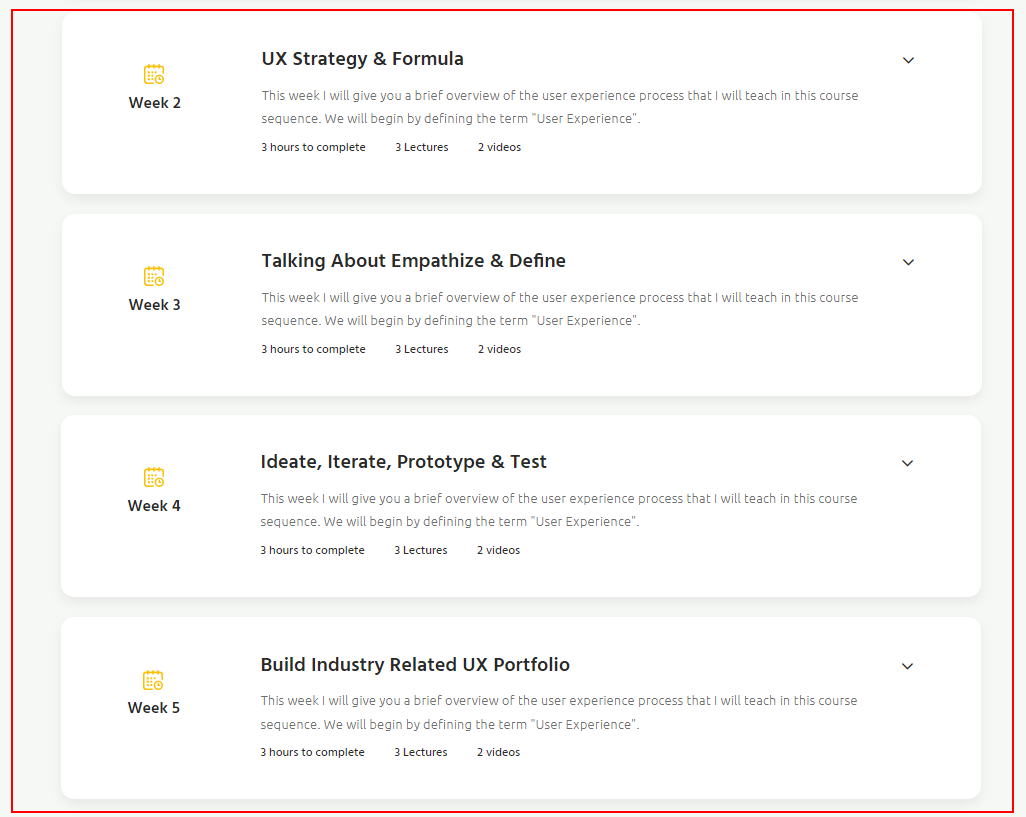 UX Strategy & Formula
Week 2
This week I will give you a brief overview of the user experience process that I will teach in this course
sequence. We will begin by defining the term "User Experience".
3 hours to complete 3 Lectures 2 videos
Talking About Empathize & Define
Week 3
This week I will give you a brief overview of the user experience process that I will teach in this course
sequence. We will begin by defining the term "User Experience".
3 hours to complete 3 Lectures 2 videos
Ideate, Iterate, Prototype & Test
Week 4
This week I will give you a brief overview of the user experience process that I will teach in this course
sequence. We will begin by defining the term "User Experience".
3 hours to complete 3 Lectures 2 videos
Build Industry Related UX Portfolio
Week 5
This week I will give you a brief overview of the user experience process that I will teach in this course
sequence. We will begin by defining the term "User Experience".
3 hours to complete 3 Lectures 2 videos